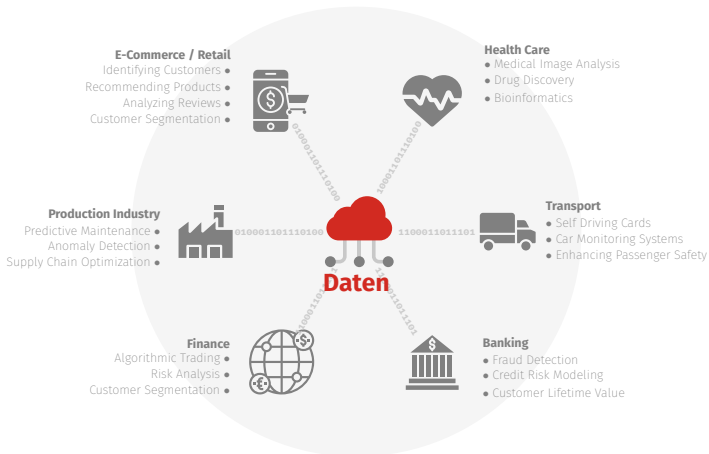 E-Commerce / Retail
Identifying Customers ●
Recommending Products ●
Analyzing Reviews ●
Customer Segmentation ●
Health Care
● Medical Image Analysis
● Drug Discovery
● Bioinformatics
Production Industry
Predictive Maintenance ●
Anomaly Detection ●
Supply Chain Optimization ●
010001101110100
1100011011101
Transport
● Self Driving Cards
● Car Monitoring Systems
● Enhancing Passenger Safety
Daten
Finance
Algorithmic Trading ●
Risk Analysis ●
Customer Segmentation ●
Banking
● Fraud Detection
● Credit Risk Modeling
● Customer Lifetime Value